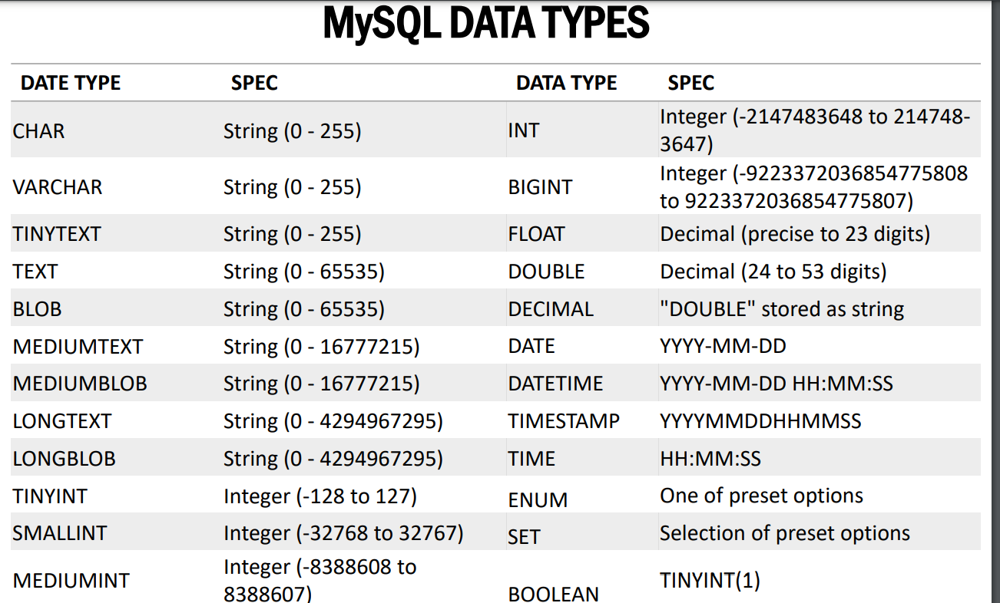 MySQL DATA TYPES
DATE TYPE SPEC DATA TYPE SPEC
CHAR String (0 - 255) INT Integer (-2147483648 to 214748-
3647)
VARCHAR String (0 - 255) BIGINT Integer (-9223372036854775808
to 9223372036854775807)
TINYTEXT String (0 - 255) FLOAT Decimal (precise to 23 digits)
TEXT String (0 - 65535) DOUBLE Decimal (24 to 53 digits)
BLOB String (0 - 65535) DECIMAL "DOUBLE" stored as string
MEDIUMTEXT String (0 - 16777215) DATE YYYY-MM-DD
MEDIUMBLOB String (0 - 16777215) DATETIME YYYY-MM-DD HH:MM:SS
LONGTEXT String (0 - 4294967295) TIMESTAMP YYYYMMDDHHMMSS
LONGBLOB String (0 - 4294967295) TIME HH:MM:SS
TINYINT Integer (-128 to 127) ENUM One of preset options
SMALLINT Integer (-32768 to 32767) SET Selection of preset options
MEDIUMINT Integer (-8388608 to
8388607) BOOLEAN TINYINT(1)